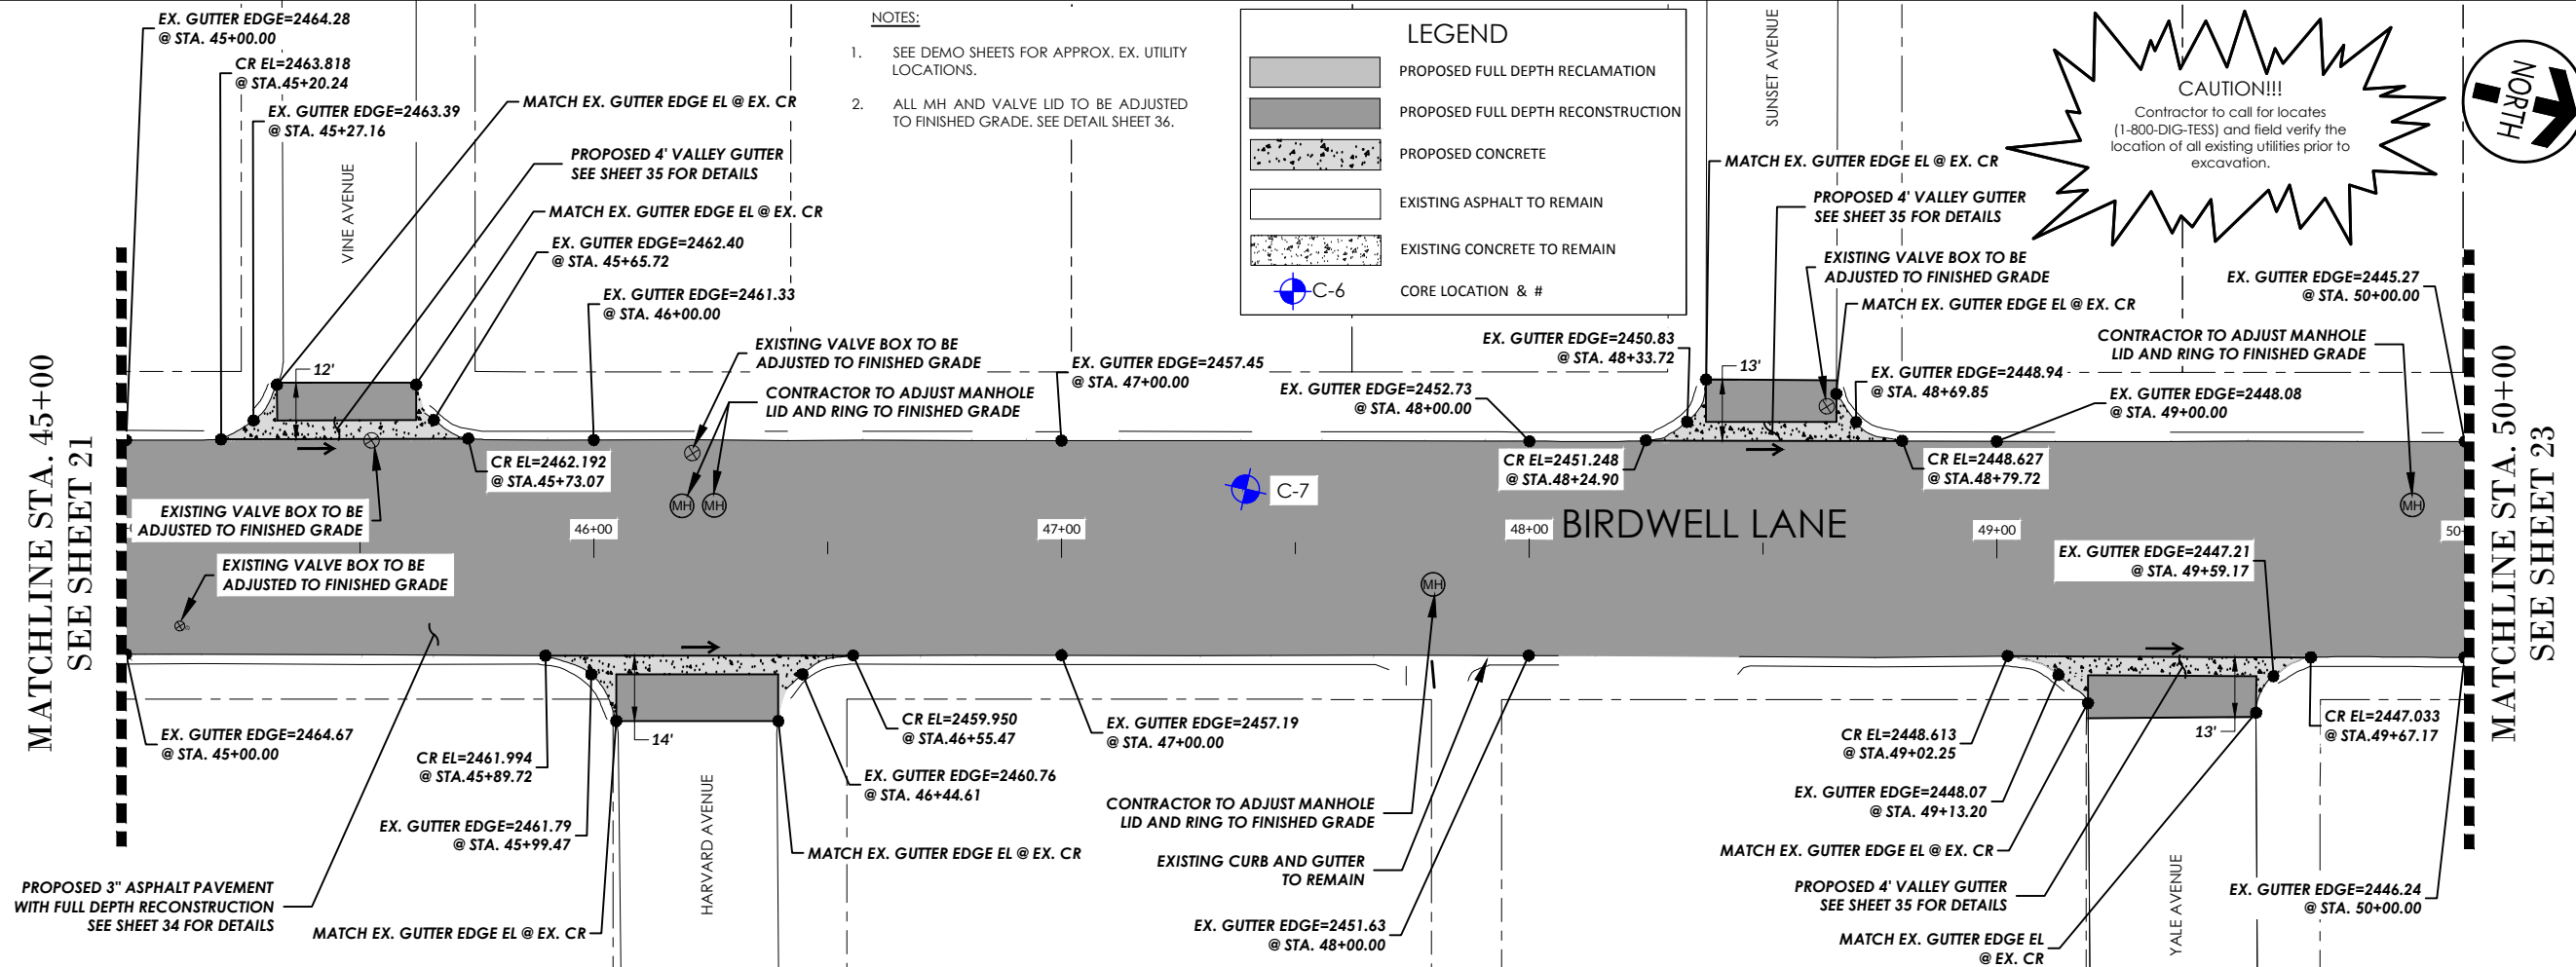 EX. GUTTER EDGE=2464.28
@ STA. 45+00.00
CR EL=2463.818
@ STA.45+20.24
EX. GUTTER EDGE=2463.39
@ STA. 45+27.16
VINE AVENUE
MATCH EX. GUTTER EDGE EL @ EX. CR
PROPOSED 4' VALLEY GUTTER
SEE SHEET 35 FOR DETAILS
MATCH EX. GUTTER EDGE EL @ EX. CR
EX. GUTTER EDGE=2462.40
@ STA. 45+65.72
EX. GUTTER EDGE=2461.33
@ STA. 46+00.00
NOTES:
1. SEE DEMO SHEETS FOR APPROX. EX. UTILITY
LOCATIONS.
2. ALL MH AND VALVE LID TO BE ADJUSTED
TO FINISHED GRADE. SEE DETAIL SHEET 36.
LEGEND
PROPOSED FULL DEPTH RECLAMATION
PROPOSED FULL DEPTH RECONSTRUCTION
PROPOSED CONCRETE
EXISTING ASPHALT TO REMAIN
EXISTING CONCRETE TO REMAIN
C-6
CORE LOCATION & #
SUNSET AVENUE
CAUTION!!!
Contractor to call for locates
(1-800-DIG-TESS) and field verify the
location of all existing utilities prior to
excavation.
NORTH
MATCH EX. GUTTER EDGE EL @ EX. CR
PROPOSED 4' VALLEY GUTTER
SEE SHEET 35 FOR DETAILS
EXISTING VALVE BOX TO BE
ADJUSTED TO FINISHED GRADE
MATCH EX. GUTTER EDGE EL @ EX. CR
EX. GUTTER EDGE=2445.27
@ STA. 50+00.00
CONTRACTOR TO ADJUST MANHOLE
LID AND RING TO FINISHED GRADE
MATCHLINE STA. 45+00
SEE SHEET 21
12'
EXISTING VALVE BOX TO BE
ADJUSTED TO FINISHED GRADE
CONTRACTOR TO ADJUST MANHOLE
LID AND RING TO FINISHED GRADE
EX. GUTTER EDGE=2457.45
@ STA. 47+00.00
EX. GUTTER EDGE=2452.73
@ STA. 48+00.00
EX. GUTTER EDGE=2450.83
@ STA. 48+33.72
13'
EX. GUTTER EDGE=2448.94
@ STA. 48+69.85
EX. GUTTER EDGE=2448.08
@ STA. 49+00.00
CR EL=2462.192
@ STA.45+73.07
CR EL=2451.248
@ STA.48+24.90
CR EL=2448.627
@ STA.48+79.72
MH
MH
C-7
MH
EXISTING VALVE BOX TO BE
ADJUSTED TO FINISHED GRADE
46+00
47+00
48+00
BIRDWELL LANE
49+00
50-
EXISTING VALVE BOX TO BE
ADJUSTED TO FINISHED GRADE
MH
EX. GUTTER EDGE=2447.21
@ STA. 49+59.17
MATCHLINE STA. 50+00
SEE SHEET 23
EX. GUTTER EDGE=2464.67
@ STA. 45+00.00
CR EL=2461.994
@ STA.45+89.72
14'
CR EL=2459.950
@ STA.46+55.47
EX. GUTTER EDGE=2457.19
@ STA. 47+00.00
EX. GUTTER EDGE=2460.76
@ STA. 46+44.61
EX. GUTTER EDGE=2461.79
@ STA. 45+99.47
HARVARD AVENUE
MATCH EX. GUTTER EDGE EL @ EX. CR
CONTRACTOR TO ADJUST MANHOLE
LID AND RING TO FINISHED GRADE
EXISTING CURB AND GUTTER
TO REMAIN
EX. GUTTER EDGE=2451.63
@ STA. 48+00.00
PROPOSED 3" ASPHALT PAVEMENT
WITH FULL DEPTH RECONSTRUCTION
SEE SHEET 34 FOR DETAILS
MATCH EX. GUTTER EDGE EL @ EX. CR
CR EL=2448.613
@ STA.49+02.25
EX. GUTTER EDGE=2448.07
@ STA. 49+13.20
MATCH EX. GUTTER EDGE EL @ EX. CR
PROPOSED 4' VALLEY GUTTER
SEE SHEET 35 FOR DETAILS
MATCH EX. GUTTER EDGE EL
@ EX. CR
YALE AVENUE
13'
CR EL=2447.033
@ STA.49+67.17
EX. GUTTER EDGE=2446.24
@ STA. 50+00.00